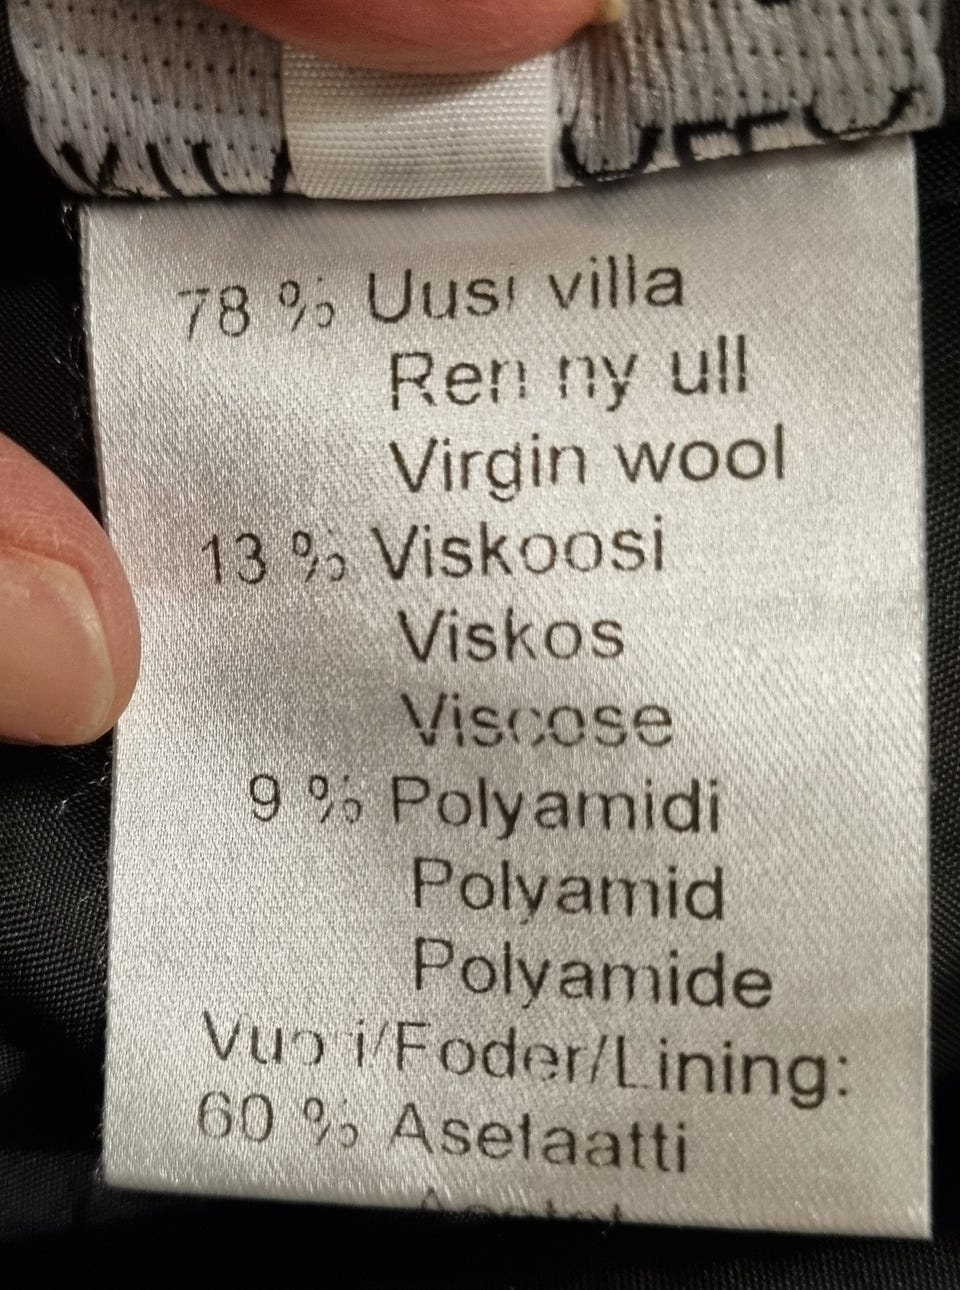 78 % Uusi villa
Ren ny ull
Virgin wool
13 % Viskoosi
Viskos
Viscose
9 % Polyamidi
Polyamid
Polyamide
Vuori/Foder/Lining:
60 % Asetaatti